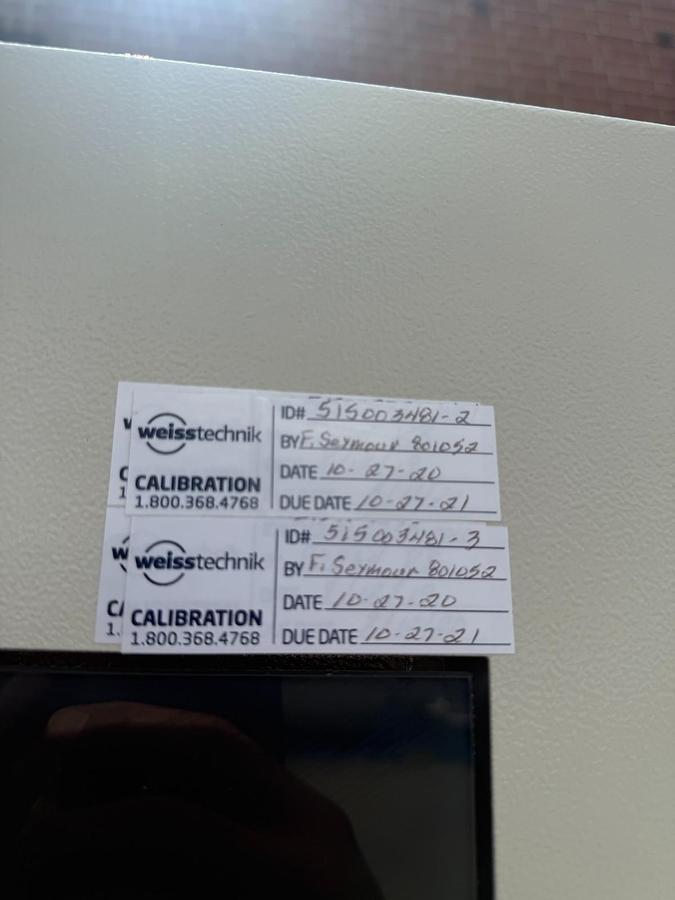 weisstechnik
CALIBRATION
1.800.368.4768
ID# 515003481-2
BY F. Seymour 801052
DATE 10-27-20
DUE DATE 10-27-21
weisstechnik
CALIBRATION
1.800.368.4768
ID# 515003481-3
BY F. Seymour 801052
DATE 10-27-20
DUE DATE 10-27-21